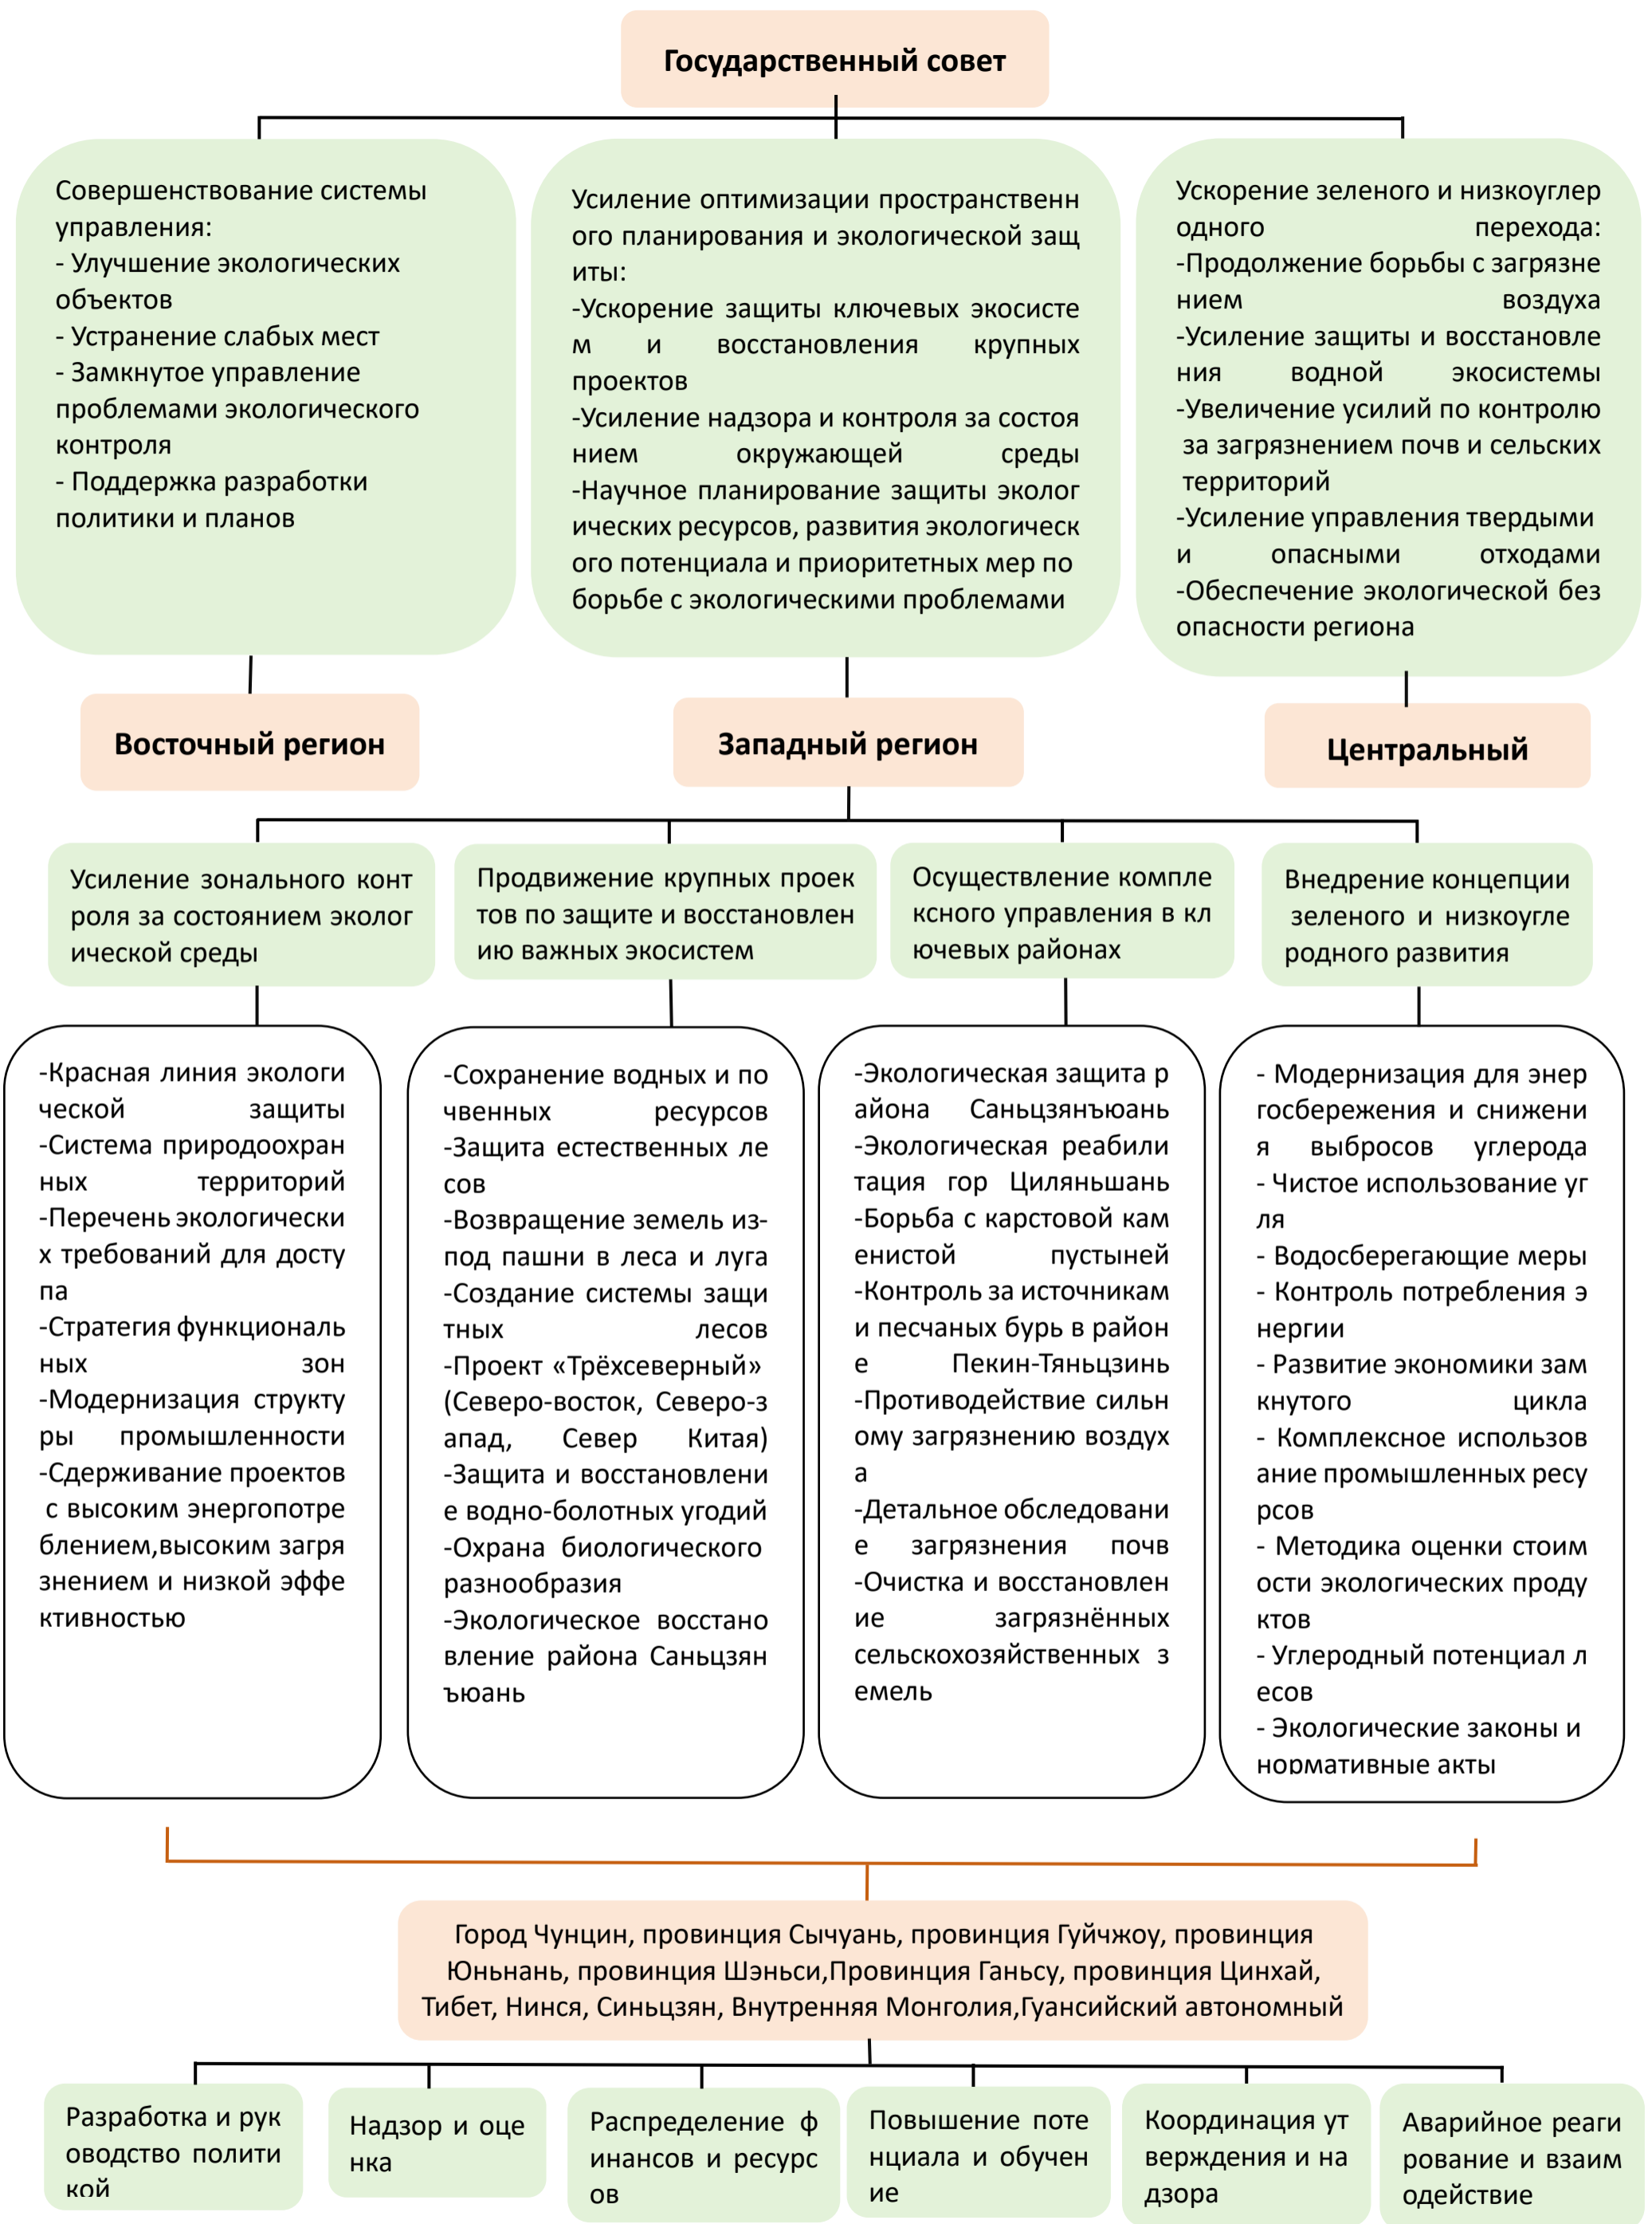 Государственный совет
Совершенствование системы
управления:
- Улучшение экологических
объектов
- Устранение слабых мест
- Замкнутое управление
проблемами экологического
контроля
- Поддержка разработки
политики и планов
Усиление оптимизации пространственн
ого планирования и экологической защ
иты:
-Ускорение защиты ключевых экосисте
м и восстановления крупных
проектов
-Усиление надзора и контроля за состоя
нием окружающей среды
-Научное планирование защиты эколог
ических ресурсов, развития экологическ
ого потенциала и приоритетных мер по
борьбе с экологическими проблемами
Ускорение зеленого и низкоуглер
одного перехода:
-Продолжение борьбы с загрязне
нием воздуха
-Усиление защиты и восстановле
ния водной экосистемы
-Увеличение усилий по контролю
за загрязнением почв и сельских
территорий
-Усиление управления твердыми
и опасными отходами
-Обеспечение экологической без
опасности региона
Восточный регион
Западный регион
Центральный
Усиление зонального конт
роля за состоянием эколог
ической среды
Продвижение крупных проек
тов по защите и восстановлен
ию важных экосистем
Осуществление компле
ксного управления в кл
ючевых районах
Внедрение концепции
зеленого и низкоугле
родного развития
-Красная линия экологи
ческой защиты
-Система природоохран
ных территорий
-Перечень экологически
х требований для досту
па
-Стратегия функциональ
ных зон
-Модернизация структу
ры промышленности
-Сдерживание проектов
с высоким энергопотре
блением,высоким загря
знением и низкой эффе
ктивностью
-Сохранение водных и по
чвенных ресурсов
-Защита естественных ле
сов
-Возвращение земель из-
под пашни в леса и луга
-Создание системы защи
тных лесов
-Проект «Трёхсеверный»
(Северо-восток, Северо-з
апад, Север Китая)
-Защита и восстановлени
е водно-болотных угодий
-Охрана биологического
разнообразия
-Экологическое восстано
вление района Саньцзян
ъюань
-Экологическая защита р
айона Саньцзянъюань
-Экологическая реабили
тация гор Циляньшань
-Борьба с карстовой кам
енистой пустыней
-Контроль за источникам
и песчаных бурь в район
е Пекин-Тяньцзинь
-Противодействие сильн
ому загрязнению воздух
а
-Детальное обследовани
е загрязнения почв
-Очистка и восстановлен
ие загрязнённых
сельскохозяйственных з
емель
- Модернизация для энер
госбережения и снижени
я выбросов углерода
- Чистое использование уг
ля
- Водосберегающие меры
- Контроль потребления э
нергии
- Развитие экономики зам
кнутого цикла
- Комплексное использов
ание промышленных ресу
рсов
- Методика оценки стоим
ости экологических проду
ктов
- Углеродный потенциал л
есов
- Экологические законы и
нормативные акты
Город Чунцин, провинция Сычуань, провинция Гуйчжоу, провинция
Юньнань, провинция Шэньси,Провинция Ганьсу, провинция Цинхай,
Тибет, Нинся, Синьцзян, Внутренняя Монголия,Гуансийский автономный
Разработка и рук
оводство полити
кой
Надзор и оце
нка
Распределение ф
инансов и ресурс
ов
Повышение поте
нциала и обучен
ие
Координация ут
верждения и на
дзора
Аварийное реаги
рование и взаим
одействие